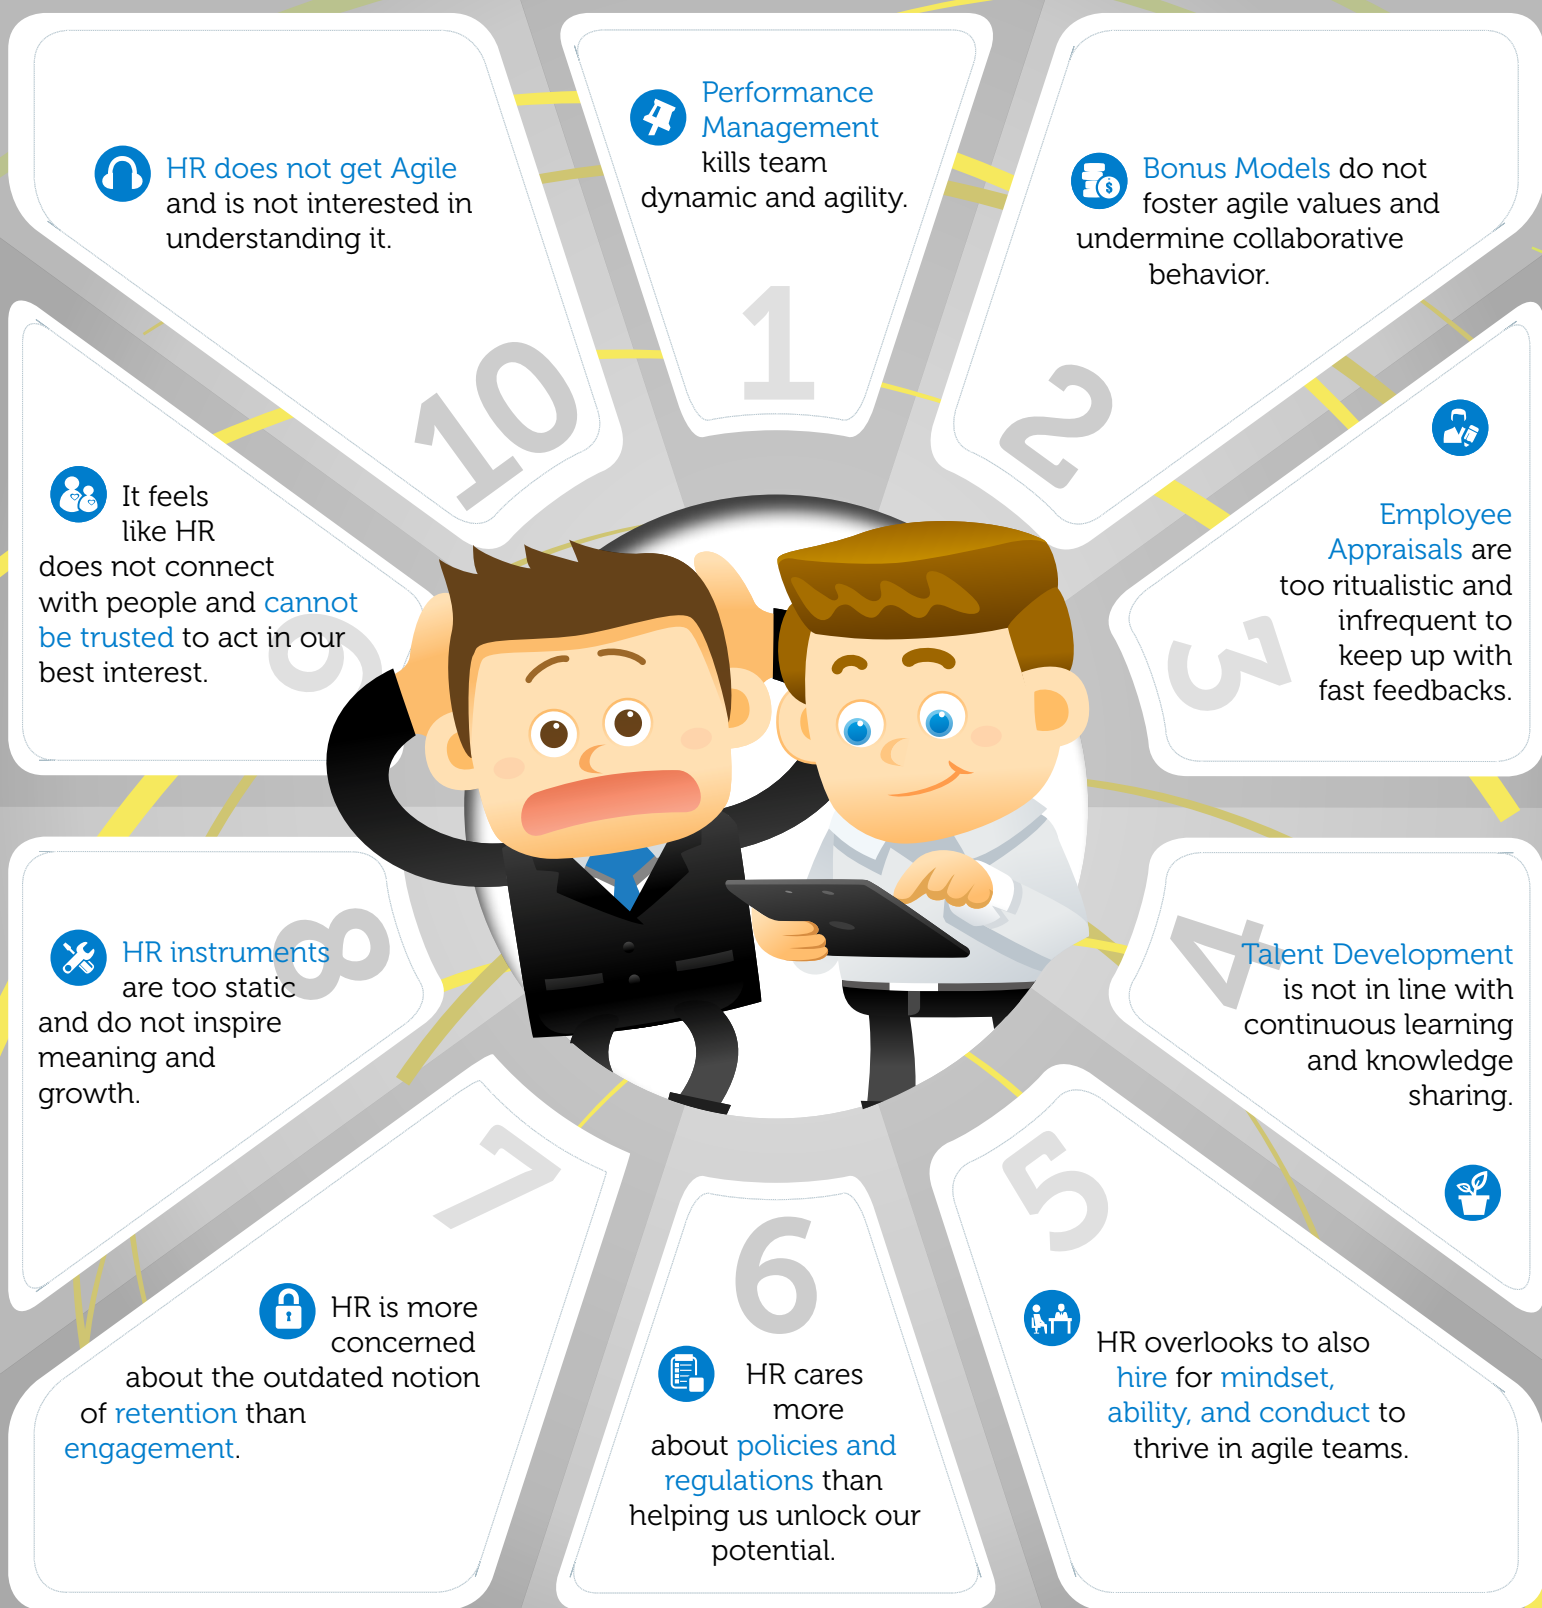 Performance
Management
kills team
dynamic and agility.
1
Bonus Models do not
foster agile values and
undermine collaborative
behavior.
2
Employee
Appraisals are
too ritualistic and
infrequent to
keep up with
fast feedbacks.
3
Talent Development
is not in line with
continuous learning
and knowledge
sharing.
4
HR overlooks to also
hire for mindset,
ability, and conduct to
thrive in agile teams.
5
HR cares
more
about policies and
regulations than
helping us unlock our
potential.
6
HR is more
concerned
about the outdated notion
of retention than
engagement.
7
HR instruments
are too static
and do not inspire
meaning and
growth.
8
It feels
like HR
does not connect
with people and cannot
be trusted to act in our
best interest.
9
HR does not get Agile
and is not interested in
understanding it.
10